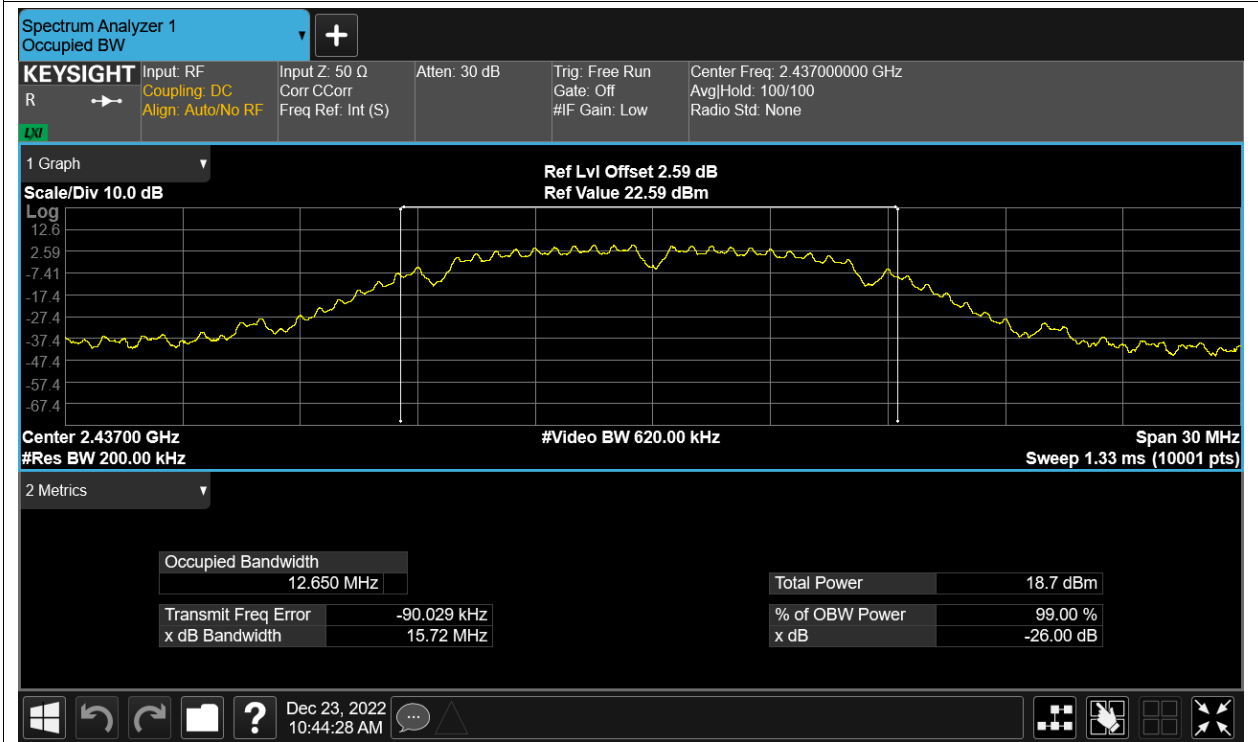 Spectrum Analyzer 1
Occupied BW
KEYSIGHT
R
LXI
Input: RF
Coupling: DC
Align: Auto/No RF
Input Z: 50 Ω
Corr CCorr
Freq Ref: Int (S)
Atten: 30 dB
Trig: Free Run
Gate: Off
#IF Gain: Low
Center Freq: 2.437000000 GHz
Avg|Hold: 100/100
Radio Std: None
1 Graph
Ref Lvl Offset 2.59 dB
Scale/Div 10.0 dB
Ref Value 22.59 dBm
Log
12.6
2.59
-7.41
-17.4
-27.4
-37.4
-47.4
-57.4
-67.4
Center 2.43700 GHz
#Video BW 620.00 kHz
Span 30 MHz
#Res BW 200.00 kHz
Sweep 1.33 ms (10001 pts)
2 Metrics
Occupied Bandwidth
12.650 MHz
Total Power 18.7 dBm
Transmit Freq Error -90.029 kHz
% of OBW Power 99.00 %
x dB Bandwidth 15.72 MHz
x dB -26.00 dB
?
Dec 23, 2022
10:44:28 AM